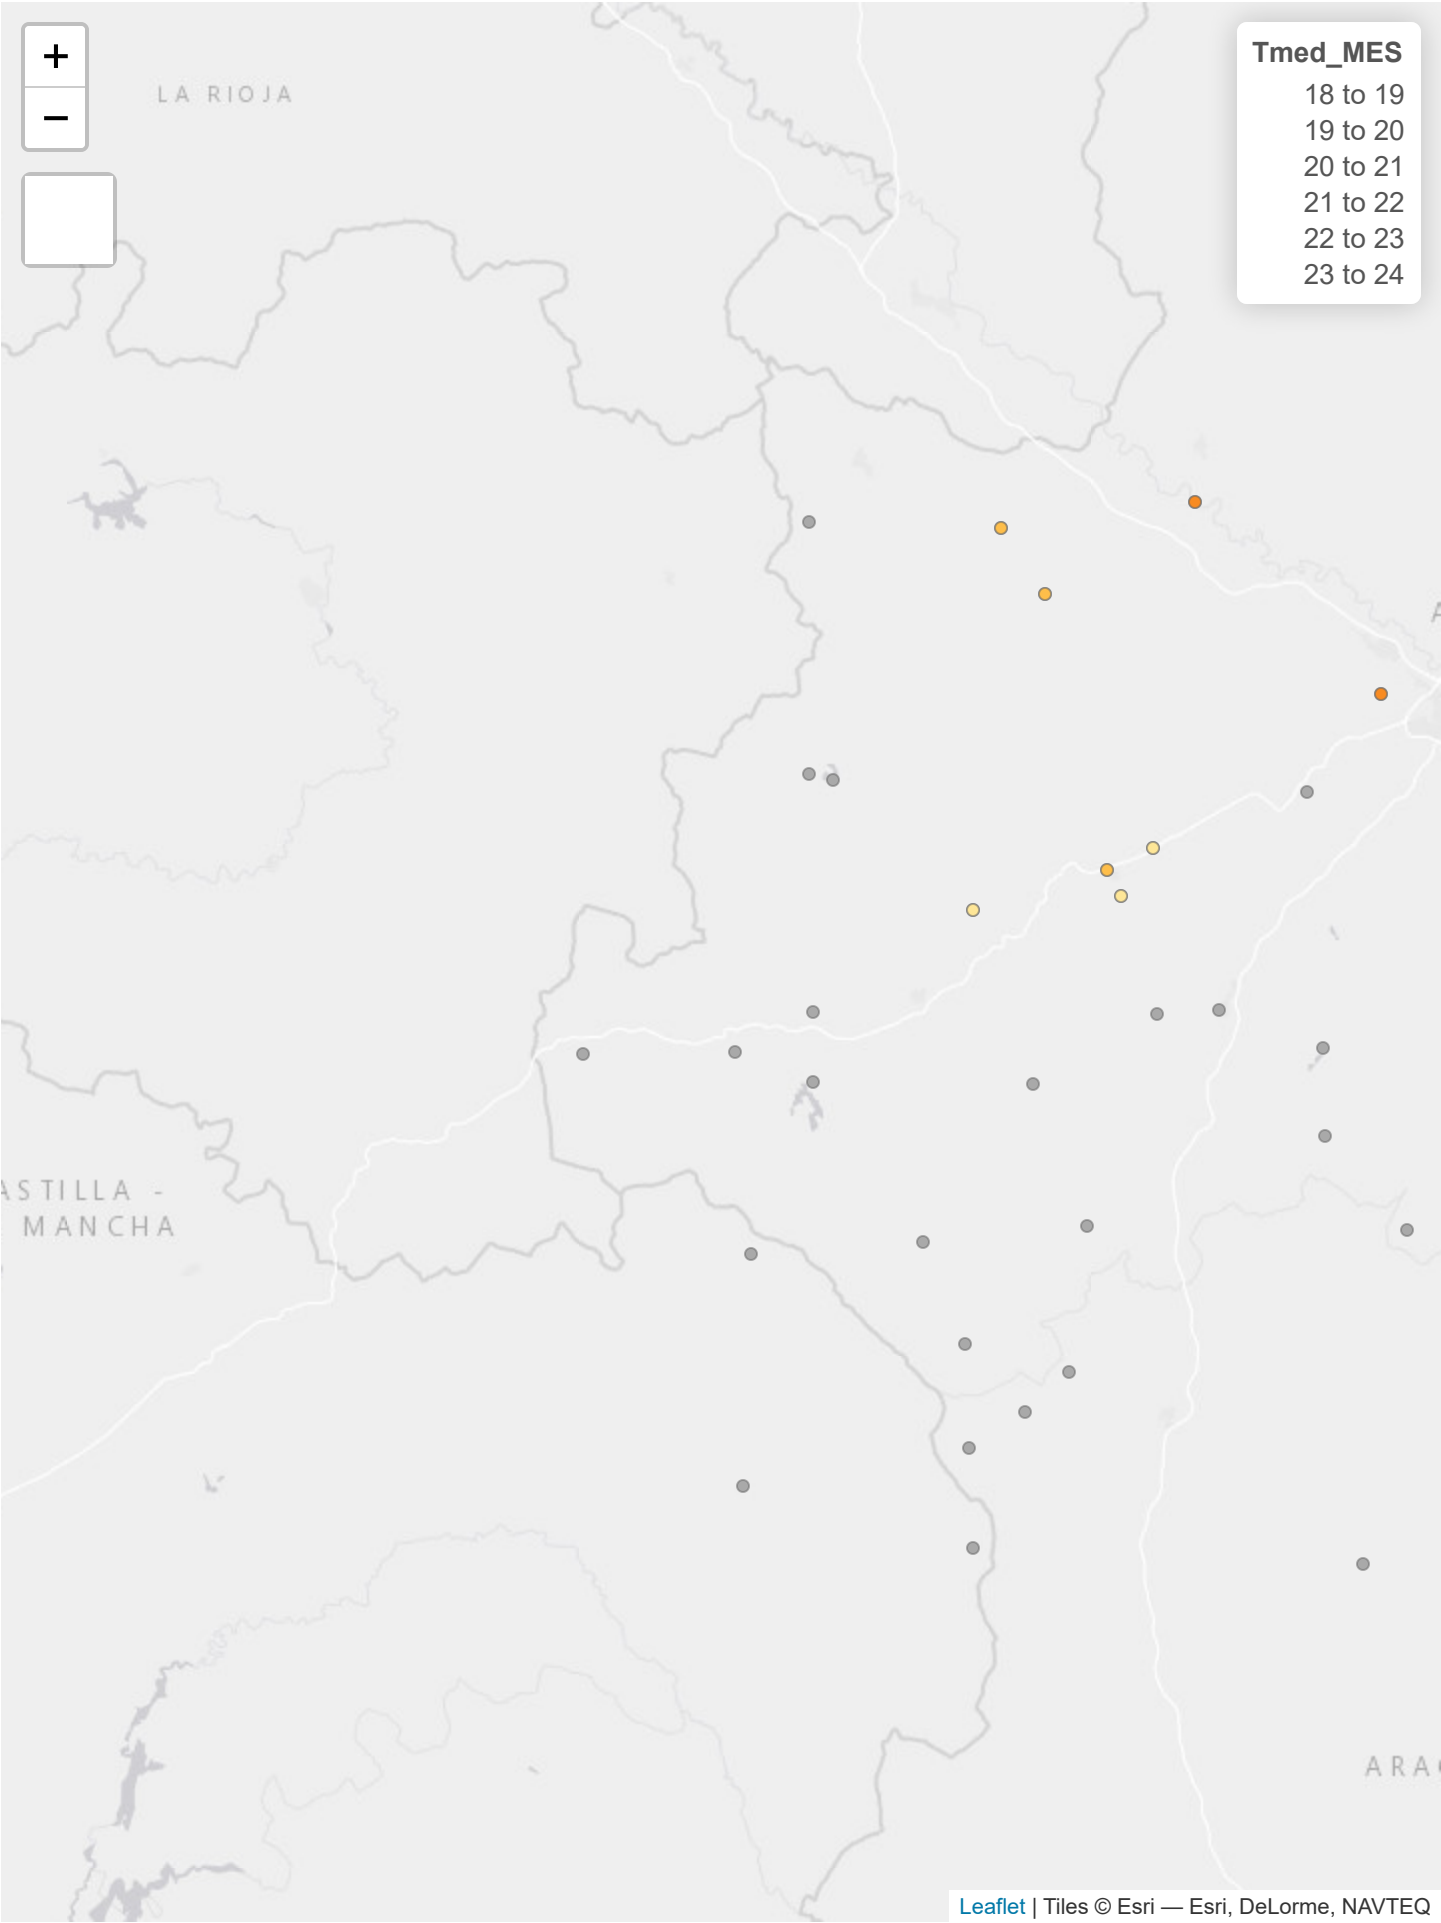 +
−
LA RIOJA
Tmed_MES
18 to 19
19 to 20
20 to 21
21 to 22
22 to 23
23 to 24
ASTILLA -
MANCHA
ARA
Leaflet | Tiles © Esri — Esri, DeLorme, NAVTEQ